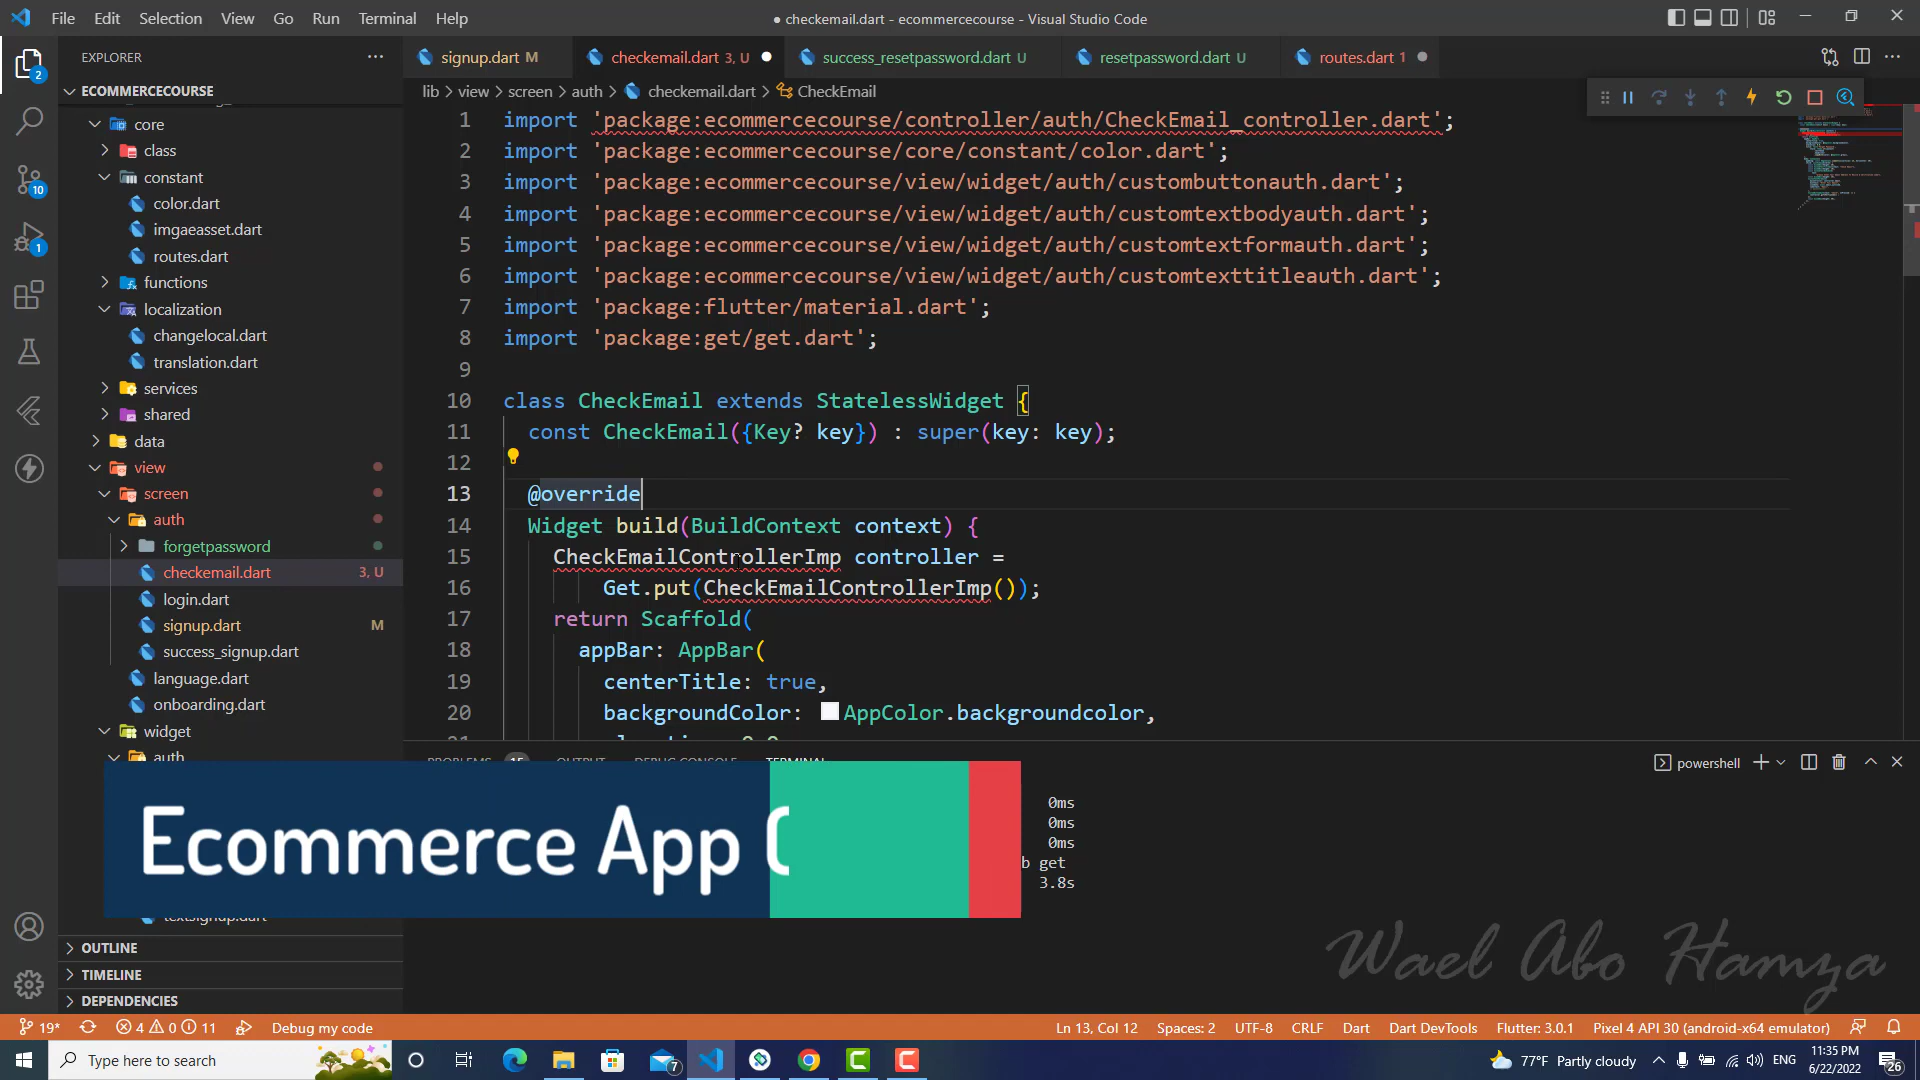 File Edit Selection View Go Run Terminal Help
● checkemail.dart - ecommercecourse - Visual Studio Code
EXPLORER
signup.dart M
checkemail.dart 3, U
success_resetpassword.dart U
resetpassword.dart U
routes.dart 1
lib > view > screen > auth > checkemail.dart > CheckEmail
ECOMMERCECOURSE
core
class
constant
color.dart
imgaeasset.dart
routes.dart
functions
localization
changelocal.dart
translation.dart
services
shared
data
view
screen
auth
forgetpassword
checkemail.dart 3, U
login.dart
signup.dart M
success_signup.dart
language.dart
onboarding.dart
widget
auth
OUTLINE
TIMELINE
DEPENDENCIES
1 import 'package:ecommercecourse/controller/auth/CheckEmail_controller.dart';
2 import 'package:ecommercecourse/core/constant/color.dart';
3 import 'package:ecommercecourse/view/widget/auth/custombuttonauth.dart';
4 import 'package:ecommercecourse/view/widget/auth/customtextbodyauth.dart';
5 import 'package:ecommercecourse/view/widget/auth/customtextformauth.dart';
6 import 'package:ecommercecourse/view/widget/auth/customtexttitleauth.dart';
7 import 'package:flutter/material.dart';
8 import 'package:get/get.dart';
9
10 class CheckEmail extends StatelessWidget {
11 const CheckEmail({Key? key}) : super(key: key);
12
13 @override
14 Widget build(BuildContext context) {
15 CheckEmailControllerImp controller =
16 Get.put(CheckEmailControllerImp());
17 return Scaffold(
18 appBar: AppBar(
19 centerTitle: true,
20 backgroundColor: AppColor.backgroundcolor,
powershell
0ms
0ms
0ms
b get
3.8s
Ecommerce App
Wael Abo Hamza
19* 4 0 11 Debug my code
Ln 13, Col 12 Spaces: 2 UTF-8 CRLF Dart Dart DevTools Flutter: 3.0.1 Pixel 4 API 30 (android-x64 emulator)
Type here to search
77°F Partly cloudy
ENG
11:35 PM
6/22/2022
26